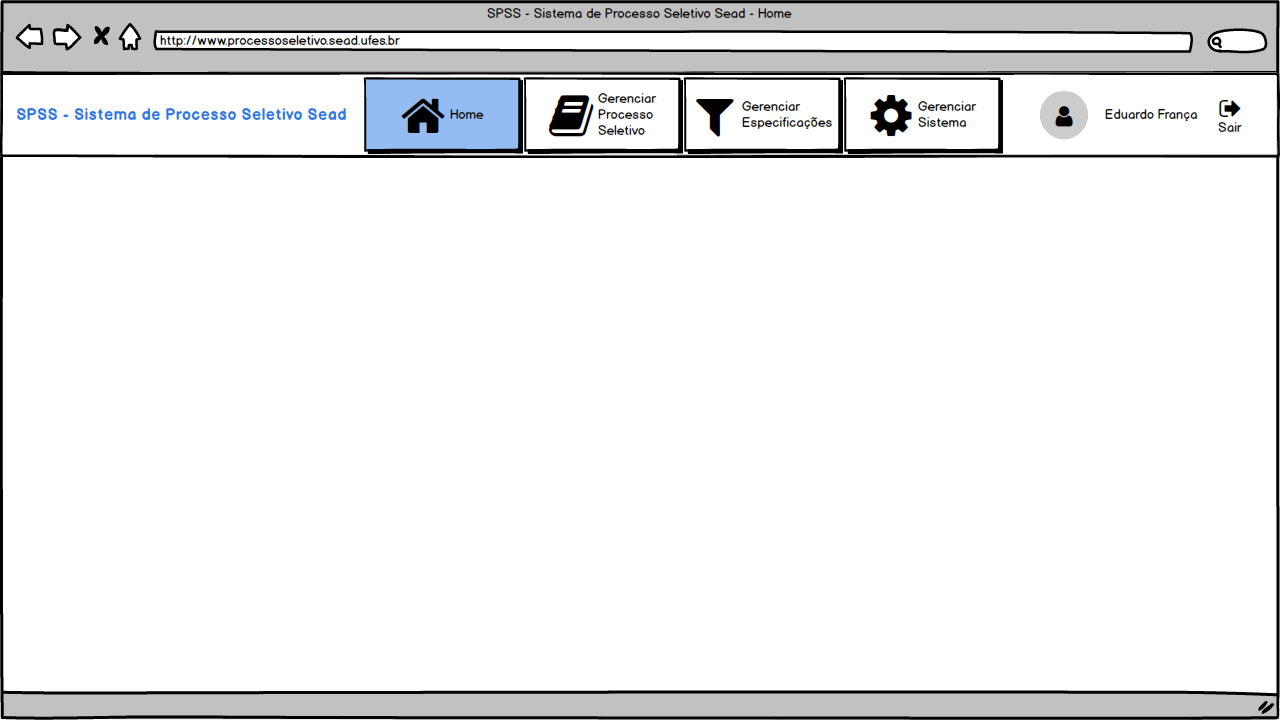 SPSS - Sistema de Processo Seletivo Sead - Home
http://www.processoseletivo.sead.ufes.br
SPSS - Sistema de Processo Seletivo Sead
Home
Gerenciar
Processo
Seletivo
Gerenciar
Especificações
Gerenciar
Sistema
Eduardo França
Sair